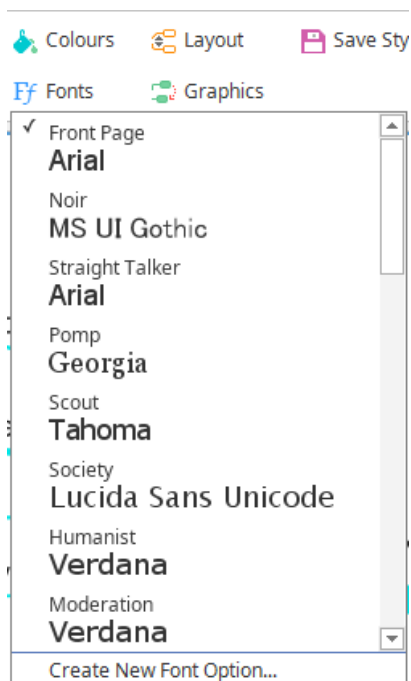 Colours Layout Save Sty
Ff Fonts Graphics
✓ Front Page
Arial
Noir
MS UI Gothic
Straight Talker
Arial
Pomp
Georgia
Scout
Tahoma
Society
Lucida Sans Unicode
Humanist
Verdana
Moderation
Verdana
Create New Font Option...